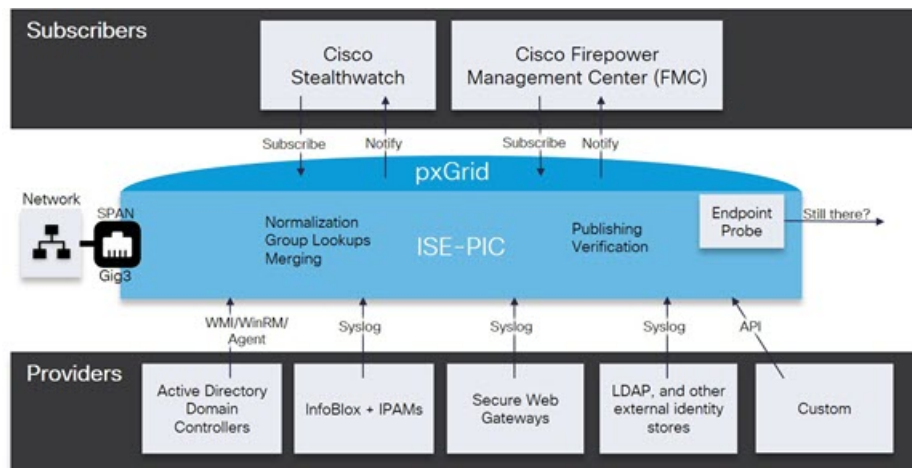 Subscribers
Cisco
Stealthwatch
Cisco Firepower
Management Center (FMC)
Subscribe
Notify
Subscribe
Notify
pxGrid
Network
SPAN
Gig3
Normalization
Group Lookups
Merging
ISE-PIC
Publishing
Verification
Endpoint
Probe
Still there?
WMI/WinRM/
Agent
Syslog
Syslog
Syslog
API
Providers
Active Directory
Domain
Controllers
InfoBlox + IPAMs
Secure Web
Gateways
LDAP, and other
external identity
stores
Custom